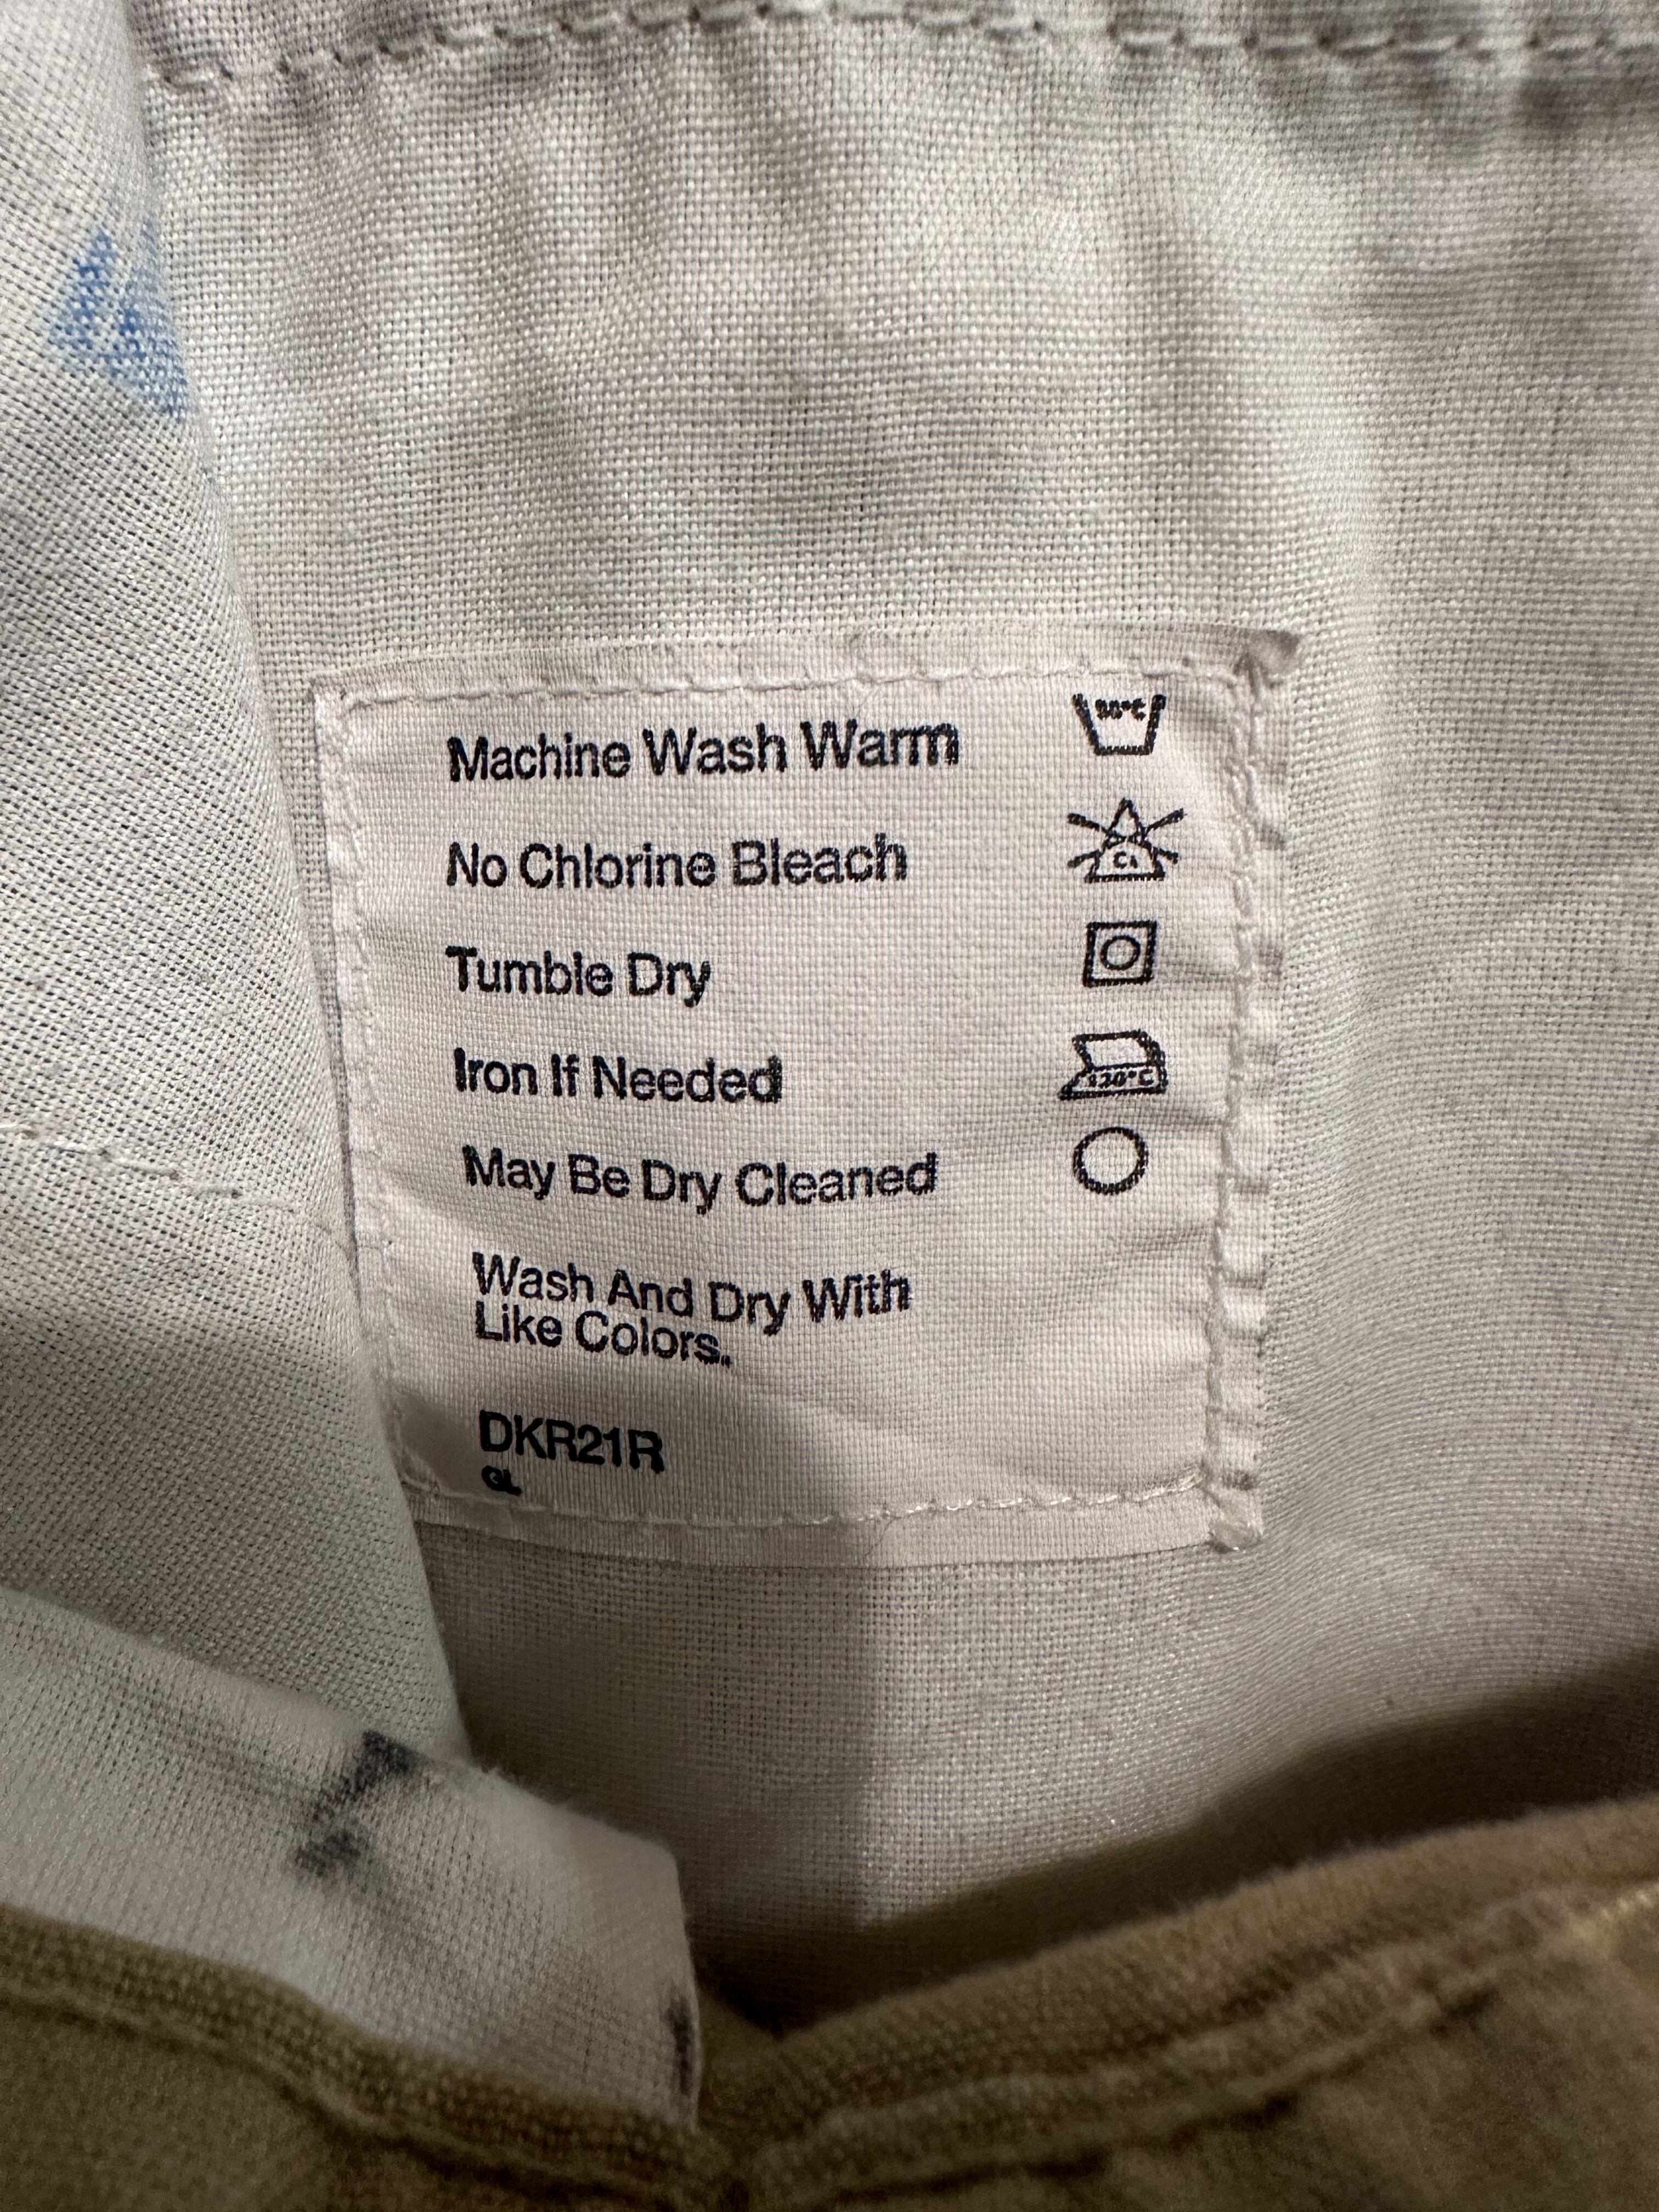 Machine Wash Warm
No Chlorine Bleach
Tumble Dry
Iron If Needed
May Be Dry Cleaned
Wash And Dry With
Like Colors.
DKR21R
GL